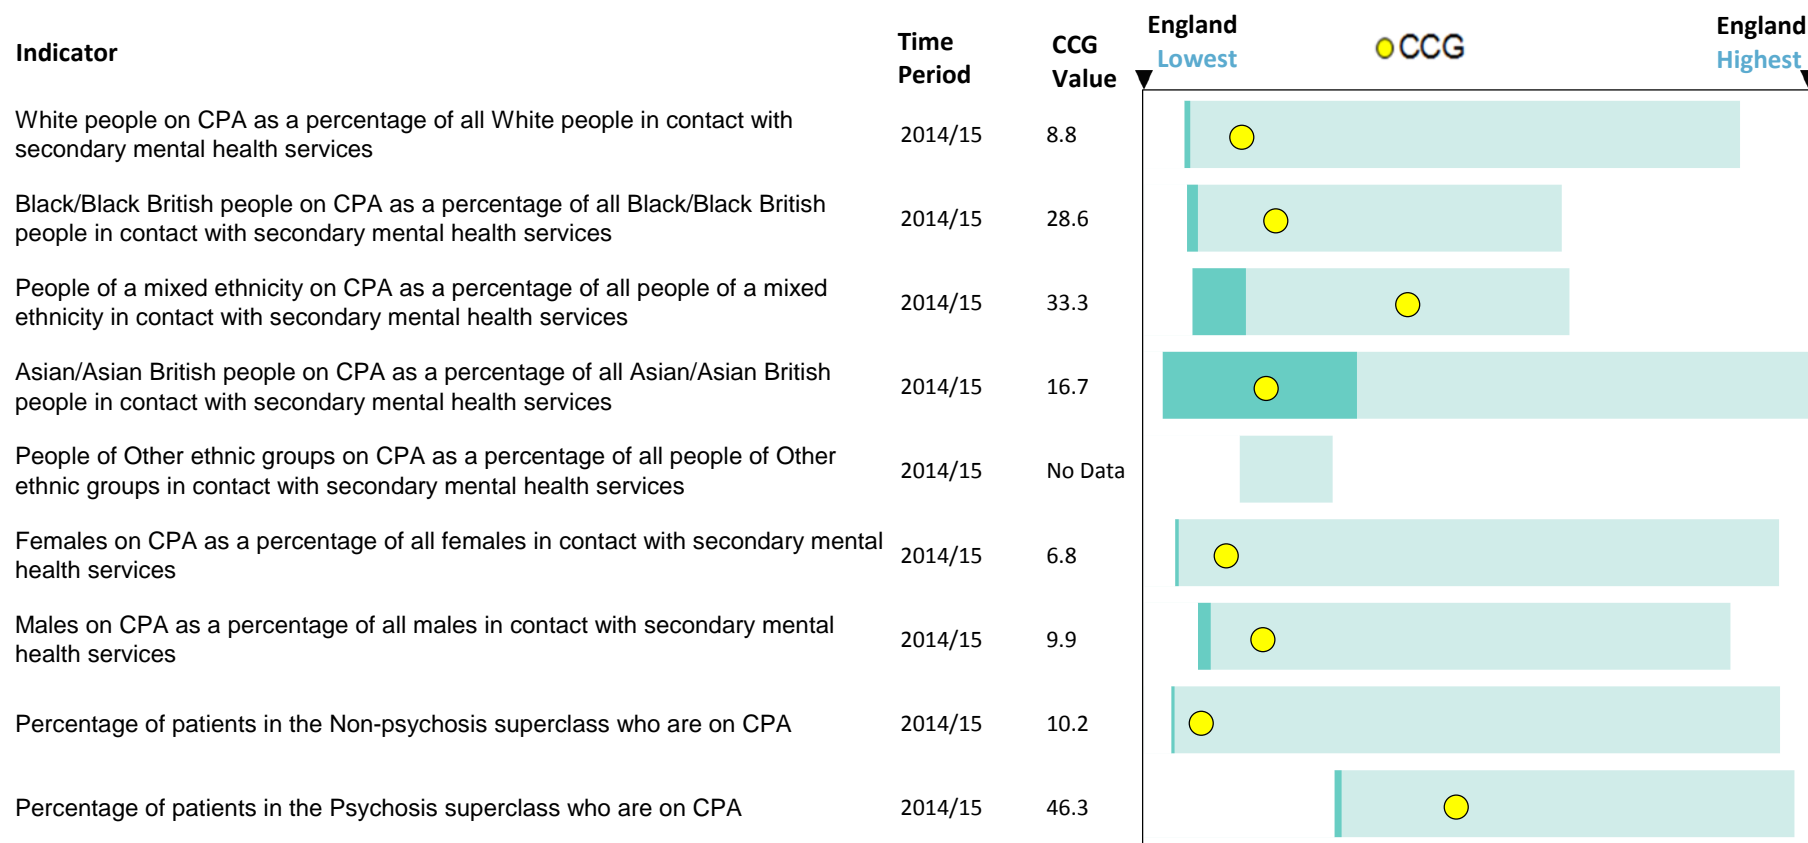 Indicator
Time
Period
CCG
Value
England
Lowest
CCG
England
Highest
White people on CPA as a percentage of all White people in contact with
secondary mental health services
2014/15
8.8
Black/Black British people on CPA as a percentage of all Black/Black British
people in contact with secondary mental health services
2014/15
28.6
People of a mixed ethnicity on CPA as a percentage of all people of a mixed
ethnicity in contact with secondary mental health services
2014/15
33.3
Asian/Asian British people on CPA as a percentage of all Asian/Asian British
people in contact with secondary mental health services
2014/15
16.7
People of Other ethnic groups on CPA as a percentage of all people of Other
ethnic groups in contact with secondary mental health services
2014/15
No Data
Females on CPA as a percentage of all females in contact with secondary mental
health services
2014/15
6.8
Males on CPA as a percentage of all males in contact with secondary mental
health services
2014/15
9.9
Percentage of patients in the Non-psychosis superclass who are on CPA
2014/15
10.2
Percentage of patients in the Psychosis superclass who are on CPA
2014/15
46.3